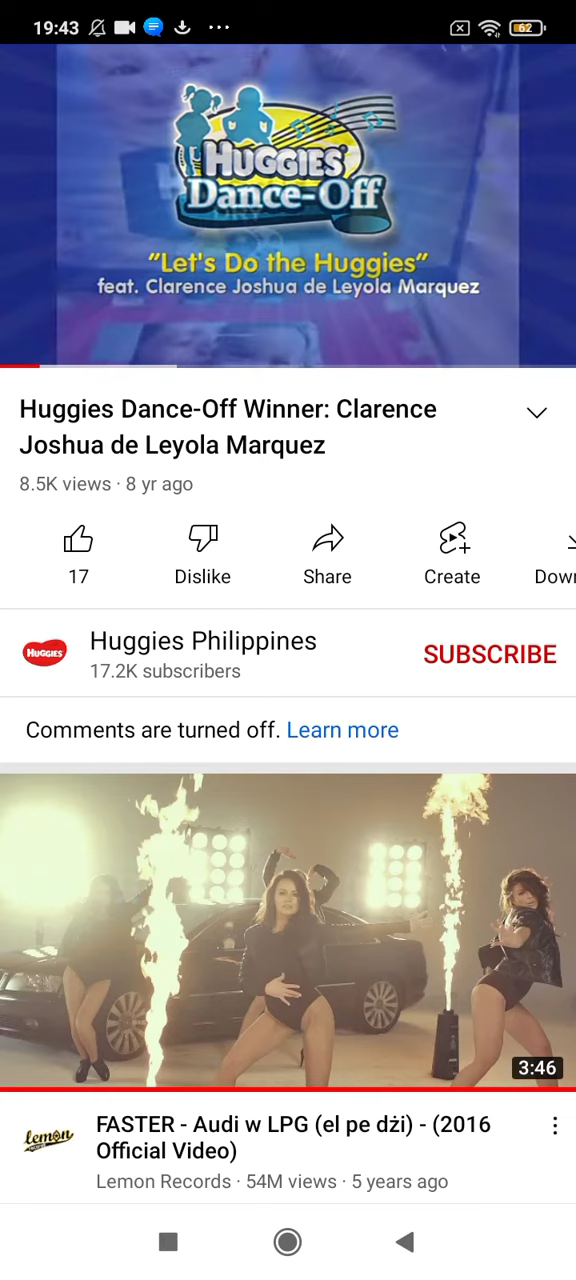 19:43
62
HUGGIES
Dance-Off
"Let's Do the Huggies"
feat. Clarence Joshua de Leyola Marquez
Huggies Dance-Off Winner: Clarence
Joshua de Leyola Marquez
8.5K views · 8 yr ago
17
Dislike
Share
Create
Down
HUGGIES
Huggies Philippines
17.2K subscribers
SUBSCRIBE
Comments are turned off. Learn more
3:46
lemon
FASTER - Audi w LPG (el pe dżi) - (2016
Official Video)
Lemon Records · 54M views · 5 years ago